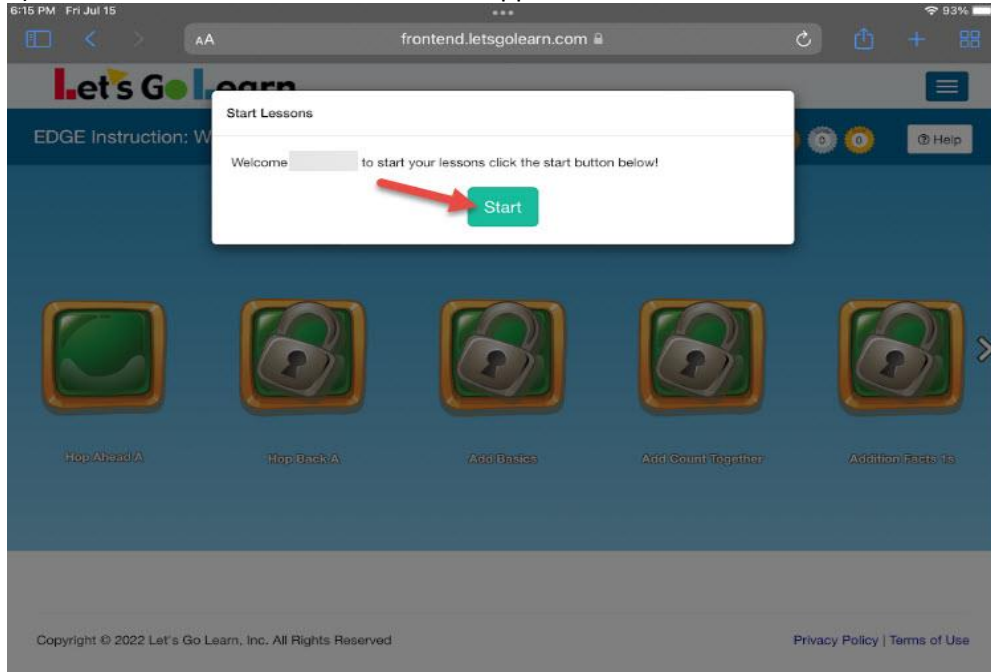 6:15 PM Fri Jul 15
93%
AA
frontend.letsgolearn.com
Let's Go Learn
Start Lessons
EDGE Instruction: W
0
0
Help
Welcome to start your lessons click the start button below!
Start
Hop Ahead A
Hop Back A
Add Basics
Add Count Together
Addition Facts 1s
Copyright © 2022 Let's Go Learn, Inc. All Rights Reserved
Privacy Policy | Terms of Use